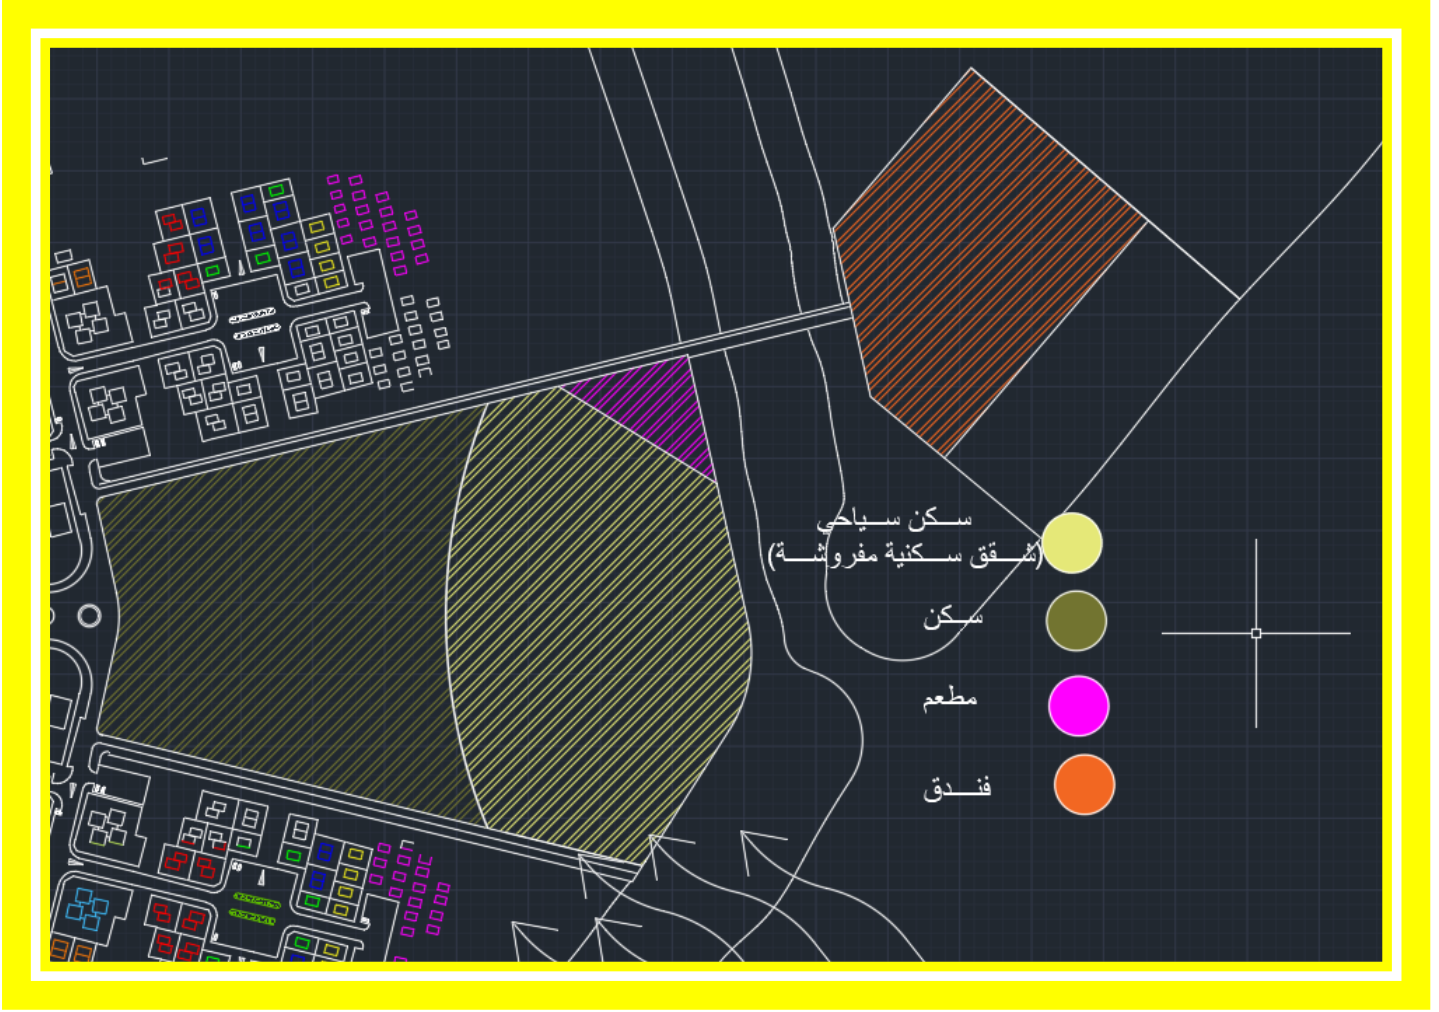 سكن سياحي
(شقق سكنية مفروشة)
سكن
مطعم
فندق